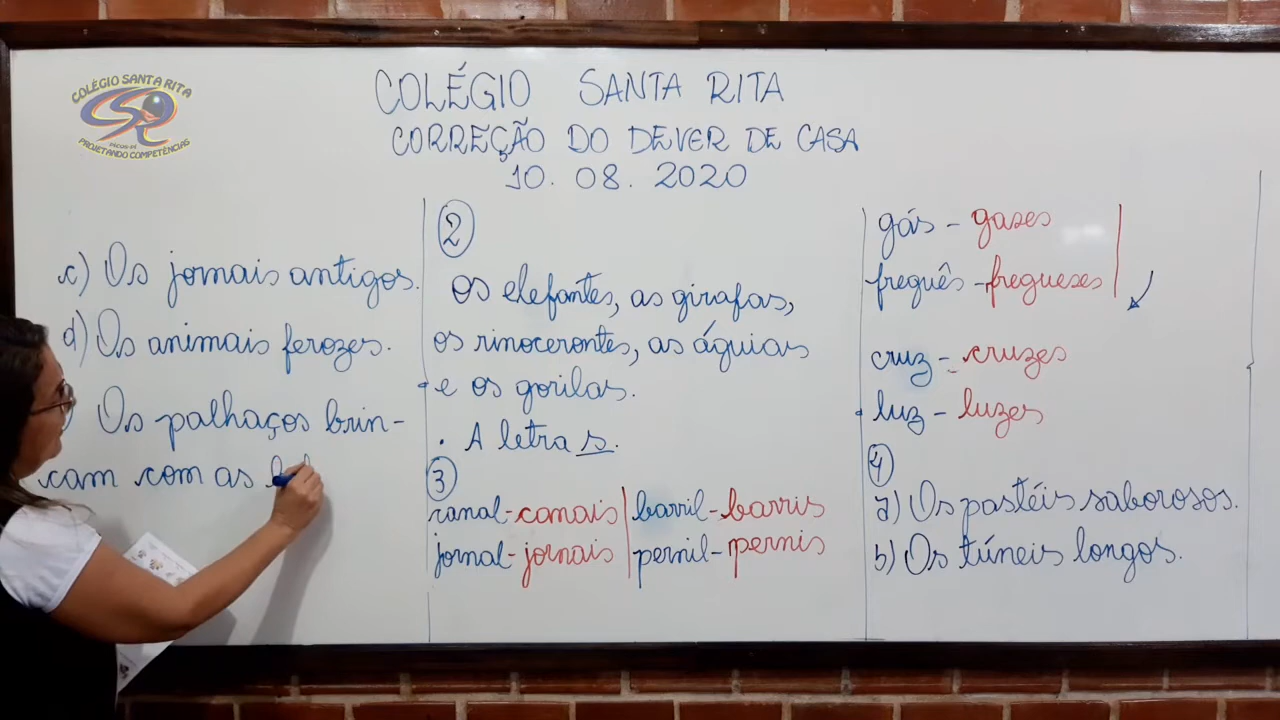 COLÉGIO SANTA RITA
PICOS-PI
PROJETANDO COMPETÊNCIAS
COLÉGIO SANTA RITA
CORREÇÃO DO DEVER DE CASA
10. 08. 2020
c) Os jornais antigos.
d) Os animais ferozes.
) Os palhaços brin-
cam com as
2
Os elefantes, as girafas,
os rinocerontes, as águias
e os gorilas.
. A letra s.
3
canal-canais | barril-barris
jornal-jornais | pernil-pernis
gás - gases
freguês - fregueses
cruz - cruzes
luz - luzes
4
a) Os pastéis saborosos.
b) Os túneis longos.